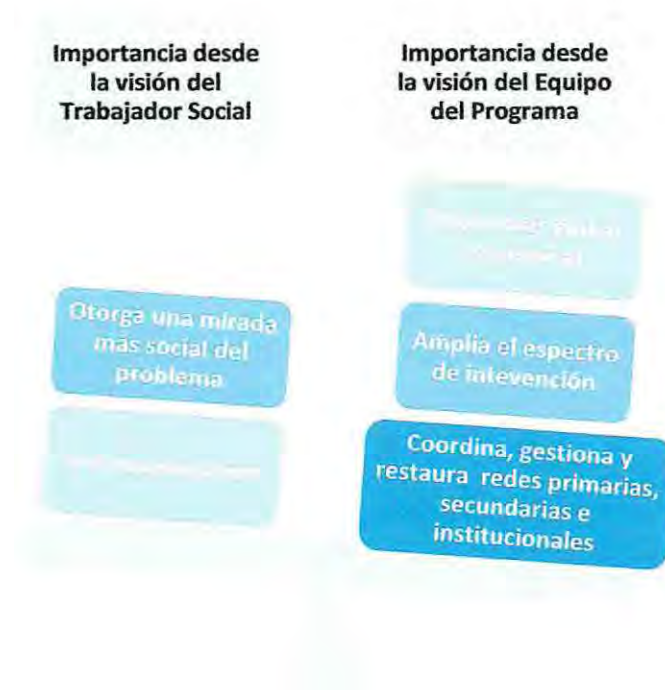 Importancia desde
la visión del
Trabajador Social
Importancia desde
la visión del Equipo
del Programa
Otorga una mirada
más social del
problema
Amplia el espectro
de intevención
Coordina, gestiona y
restaura redes primarias,
secundarias e
institucionales